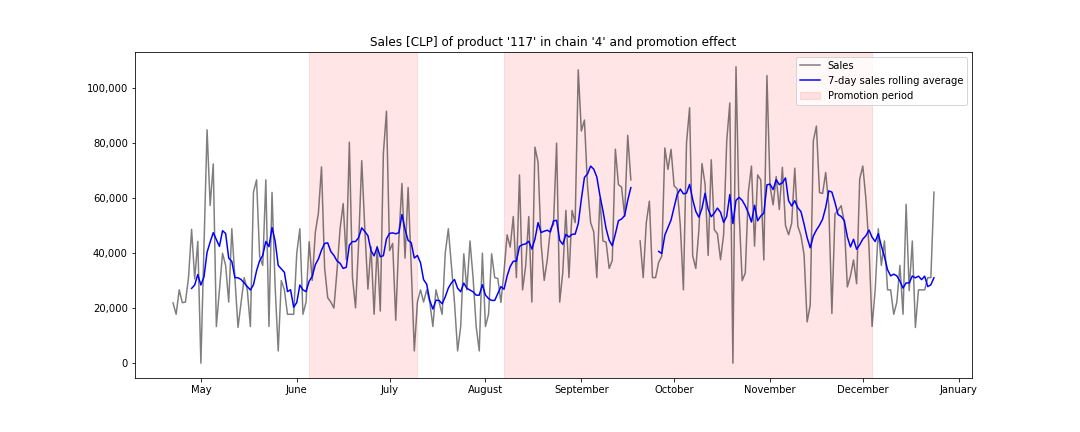 Sales [CLP] of product '117' in chain '4' and promotion effect
Sales
7-day sales rolling average
Promotion period
100,000
80,000
60,000
40,000
20,000
0
May June July August September October November December January